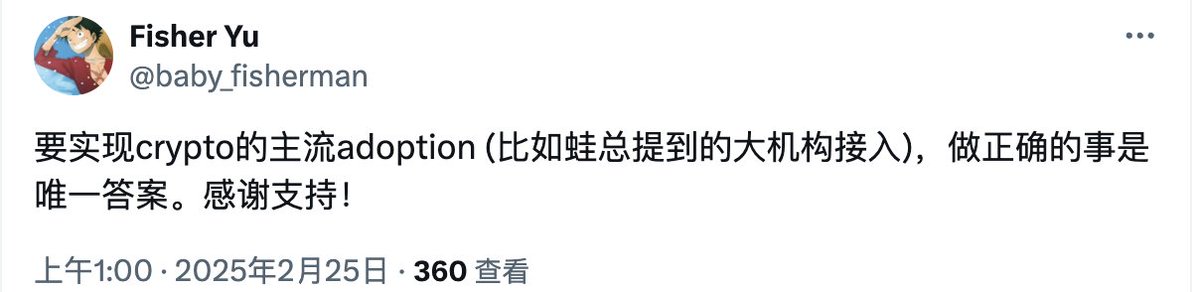 Fisher Yu
@baby_fisherman
要实现crypto的主流adoption (比如蛙总提到的大机构接入)，做正确的事是
唯一答案。感谢支持！
上午1:00 · 2025年2月25日 · 360 查看